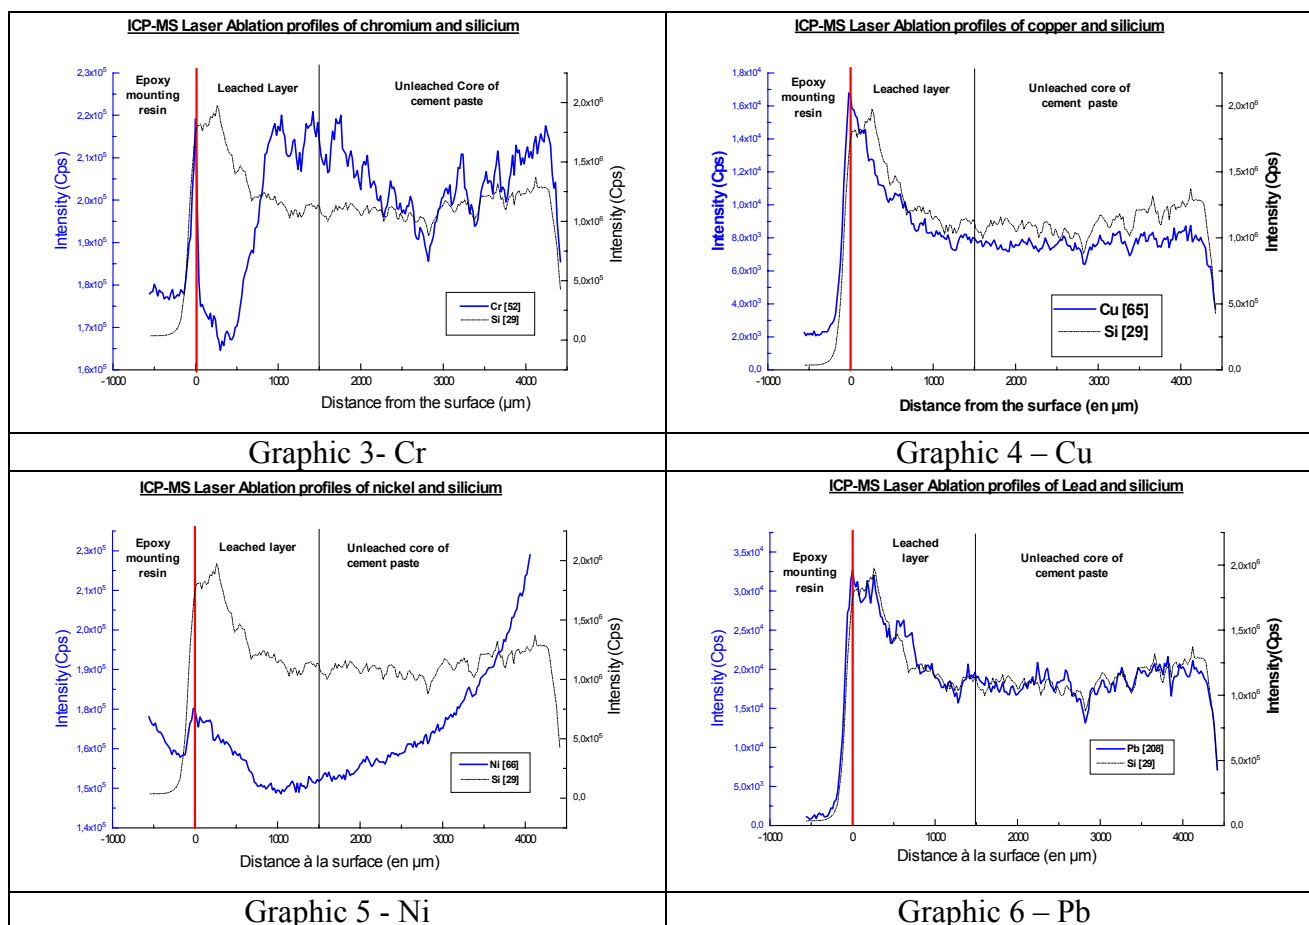 ICP-MS Laser Ablation profiles of chromium and silicium
2,3x10⁵
2,2x10⁵
2,1x10⁵
2,0x10⁵
1,9x10⁵
1,8x10⁵
1,7x10⁵
1,6x10⁵
Intensity (Cps)
Epoxy
mounting
resin
Leached Layer
Unleached Core of
cement paste
2,0x10⁶
1,5x10⁶
1,0x10⁶
5,0x10⁵
0,0
Intensity (Cps)
Cr [52]
Si [29]
-1000 0 1000 2000 3000 4000
Distance from the surface (µm)
Graphic 3- Cr
ICP-MS Laser Ablation profiles of copper and silicium
1,8x10⁴
1,6x10⁴
1,4x10⁴
1,2x10⁴
1,0x10⁴
8,0x10³
6,0x10³
4,0x10³
2,0x10³
0,0
Intensity (Cps)
Epoxy
mounting
resin
Leached layer
Unleached core of
cement paste
2,0x10⁶
1,5x10⁶
1,0x10⁶
5,0x10⁵
0,0
Intensity (Cps)
Cu [65]
Si [29]
-1000 0 1000 2000 3000 4000
Distance from the surface (en µm)
Graphic 4 – Cu
ICP-MS Laser Ablation profiles of nickel and silicium
2,3x10⁵
2,2x10⁵
2,1x10⁵
2,0x10⁵
1,9x10⁵
1,8x10⁵
1,7x10⁵
1,6x10⁵
1,5x10⁵
1,4x10⁵
Intensity (Cps)
Epoxy
mounting
resin
Leached layer
Unleached core of
cement paste
2,0x10⁶
1,5x10⁶
1,0x10⁶
5,0x10⁵
0,0
Intensity (Cps)
Ni [66]
Si [29]
-1000 0 1000 2000 3000 4000
Distance à la surface (en µm)
Graphic 5 - Ni
ICP-MS Laser Ablation profiles of Lead and silicium
3,5x10⁴
3,0x10⁴
2,5x10⁴
2,0x10⁴
1,5x10⁴
1,0x10⁴
5,0x10³
0,0
Intensity (Cps)
Epoxy
mounting
resin
Leached
layer
Unleached core of
cement paste
2,0x10⁶
1,5x10⁶
1,0x10⁶
5,0x10⁵
0,0
Intensity(Cps)
Pb [208]
Si [29]
-1000 0 1000 2000 3000 4000
Distance à la surface (en µm)
Graphic 6 – Pb